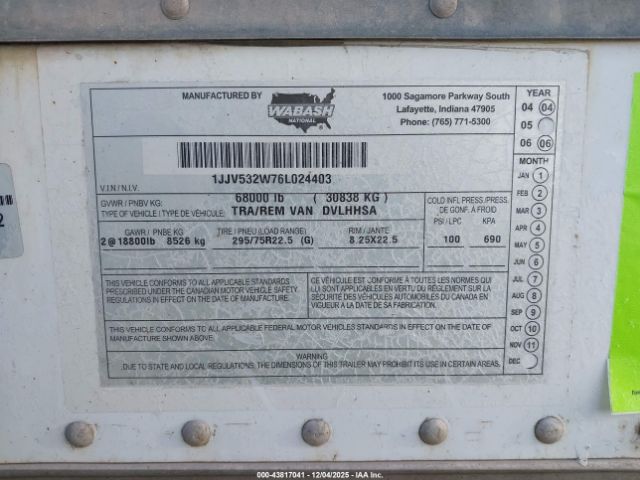 MANUFACTURED BY
WABASH
NATIONAL
1000 Sagamore Parkway South
Lafayette, Indiana 47905
Phone: (765) 771-5300
YEAR
04 04
05
06 06
MONTH
JAN 1
FEB 2
MAR 3
APR 4
MAY 5
JUN 6
JUL 7
AUG 8
SEP 9
OCT 10
NOV 11
DEC
1JJV532W76L024403
V.I.N./N.I.V.
GVWR / PNBV KG: 68000 lb ( 30838 KG )
TYPE OF VEHICLE / TYPE DE VÉHICULE: TRA/REM VAN DVLHHSA
COLD INFL PRESS./PRESS.
DE GONF. À FROID
PSI / LPC KPA
100 690
GAWR / PNBE KG
2@18800lb 8526 kg
TIRE / PNEU (LOAD RANGE)
295/75R22.5 (G)
RIM / JANTE
8.25X22.5
THIS VEHICLE CONFORMS TO ALL APPLICABLE STANDARDS
PRESCRIBED UNDER THE CANADIAN MOTOR VEHICLE SAFETY
REGULATIONS IN EFFECT ON THE DATE OF MANUFACTURE.
CE VÉHICULE EST CONFORME À TOUTES LES NORMES QUI
LUI SONT APPLICABLES EN VERTU DU RÈGLEMENT SUR LA
SÉCURITÉ DES VÉHICULES AUTOMOBILES DU CANADA EN
VIGUEUR À LA DATE DE SA FABRICATION.
THIS VEHICLE CONFORMS TO ALL APPLICABLE FEDERAL MOTOR VEHICLES STANDARDS IN EFFECT ON THE DATE OF
MANUFACTURE SHOWN ABOVE.
WARNING
DUE TO STATE AND LOCAL REGULATIONS, THE DIMENSIONS OF THIS TRAILER MAY PROHIBIT ITS USE IN CERTAIN AREAS.
2
000-43817041 - 12/04/2025 - IAAI.COM